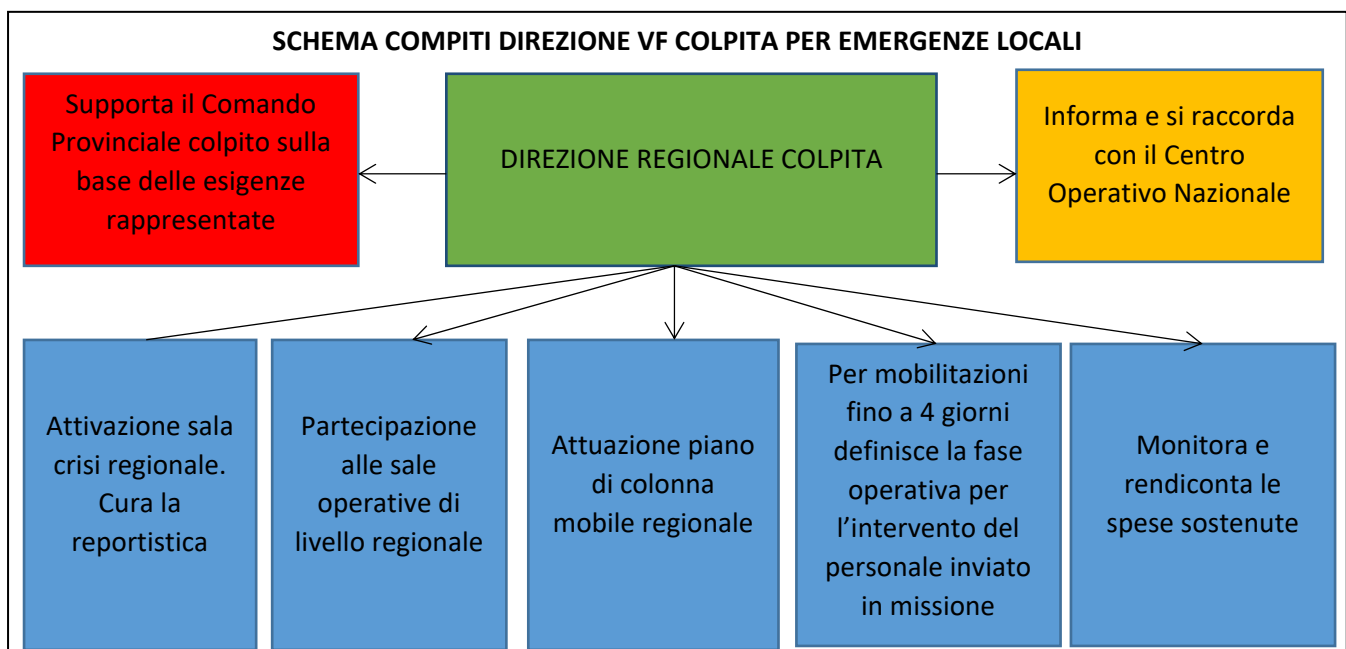 SCHEMA COMPITI DIREZIONE VF COLPITA PER EMERGENZE LOCALI
Supporta il Comando
Provinciale colpito sulla
base delle esigenze
rappresentate
DIREZIONE REGIONALE COLPITA
Informa e si raccorda
con il Centro
Operativo Nazionale
Attivazione sala
crisi regionale.
Cura la
reportistica
Partecipazione
alle sale
operative di
livello regionale
Attuazione piano
di colonna
mobile regionale
Per mobilitazioni
fino a 4 giorni
definisce la fase
operativa per
l’intervento del
personale inviato
in missione
Monitora e
rendiconta le
spese sostenute